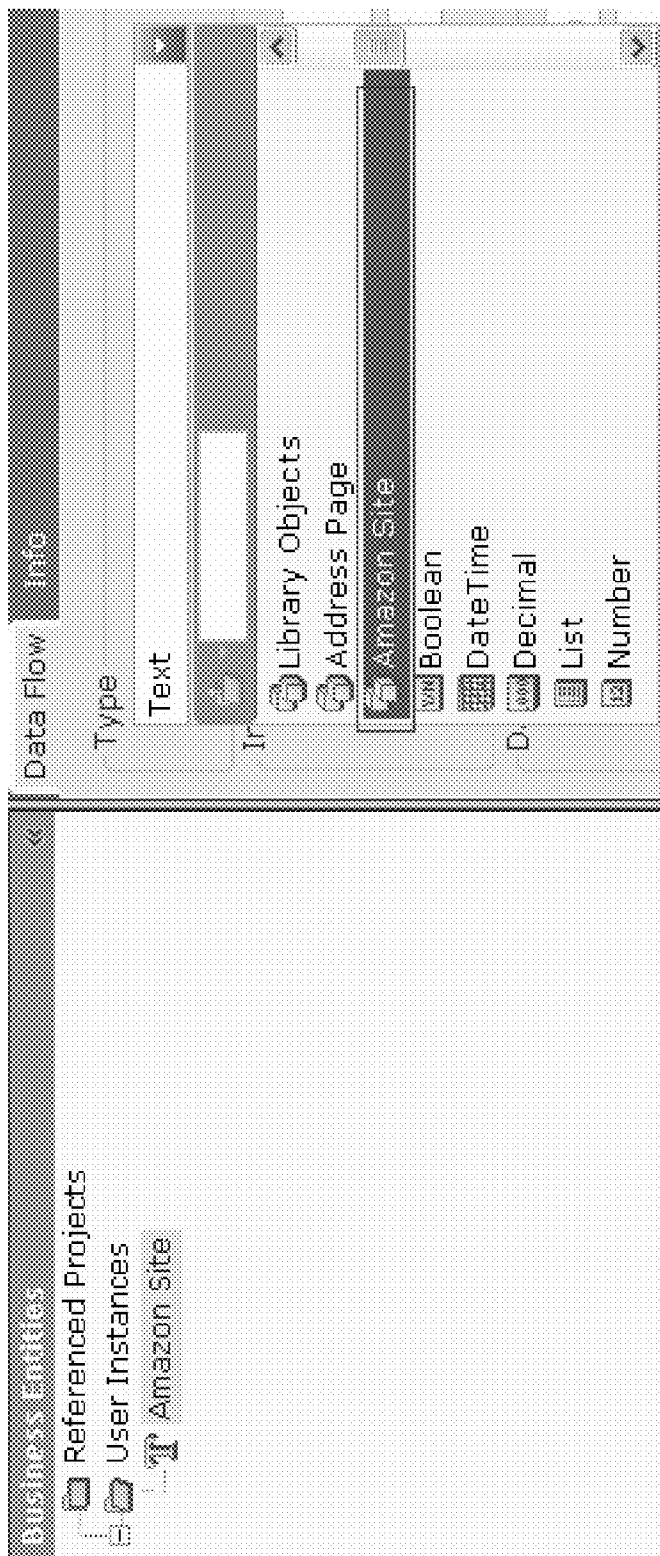 Business Entities
Referenced Projects
User Instances
Amazon Site
Data Flow Info
Type
Text
Library Objects
Address Page
Amazon Site
Boolean
DateTime
Decimal
List
Number